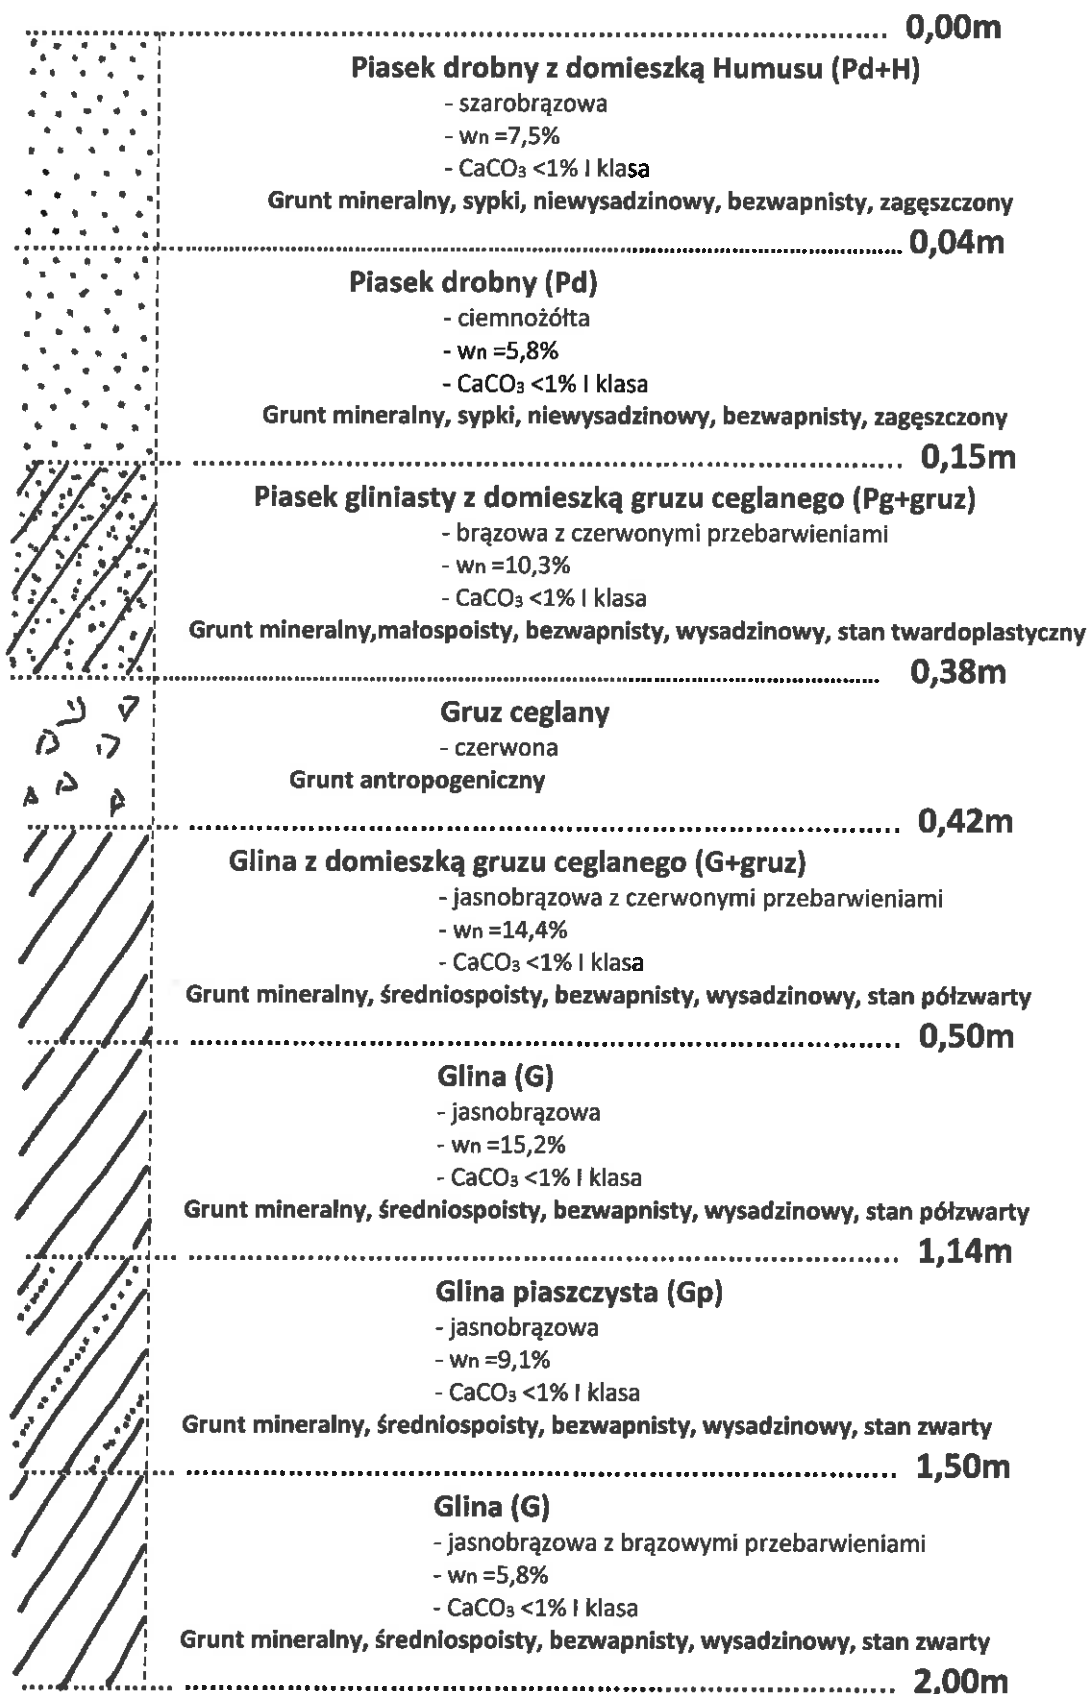 0,00m
Piasek drobny z domieszką Humusu (Pd+H)
- szarobrązowa
- wn =7,5%
- CaCO₃ <1% I klasa
Grunt mineralny, sypki, niewysadzinowy, bezwapnisty, zagęszczony
0,04m
Piasek drobny (Pd)
- ciemnożółta
- wn =5,8%
- CaCO₃ <1% I klasa
Grunt mineralny, sypki, niewysadzinowy, bezwapnisty, zagęszczony
0,15m
Piasek gliniasty z domieszką gruzu ceglanego (Pg+gruz)
- brązowa z czerwonymi przebarwieniami
- wn =10,3%
- CaCO₃ <1% I klasa
Grunt mineralny,małospoisty, bezwapnisty, wysadzinowy, stan twardoplastyczny
0,38m
Gruz ceglany
- czerwona
Grunt antropogeniczny
0,42m
Glina z domieszką gruzu ceglanego (G+gruz)
- jasnobrązowa z czerwonymi przebarwieniami
- wn =14,4%
- CaCO₃ <1% I klasa
Grunt mineralny, średniospoisty, bezwapnisty, wysadzinowy, stan półzwarty
0,50m
Glina (G)
- jasnobrązowa
- wn =15,2%
- CaCO₃ <1% I klasa
Grunt mineralny, średniospoisty, bezwapnisty, wysadzinowy, stan półzwarty
1,14m
Glina piaszczysta (Gp)
- jasnobrązowa
- wn =9,1%
- CaCO₃ <1% I klasa
Grunt mineralny, średniospoisty, bezwapnisty, wysadzinowy, stan zwarty
1,50m
Glina (G)
- jasnobrązowa z brązowymi przebarwieniami
- wn =5,8%
- CaCO₃ <1% I klasa
Grunt mineralny, średniospoisty, bezwapnisty, wysadzinowy, stan zwarty
2,00m